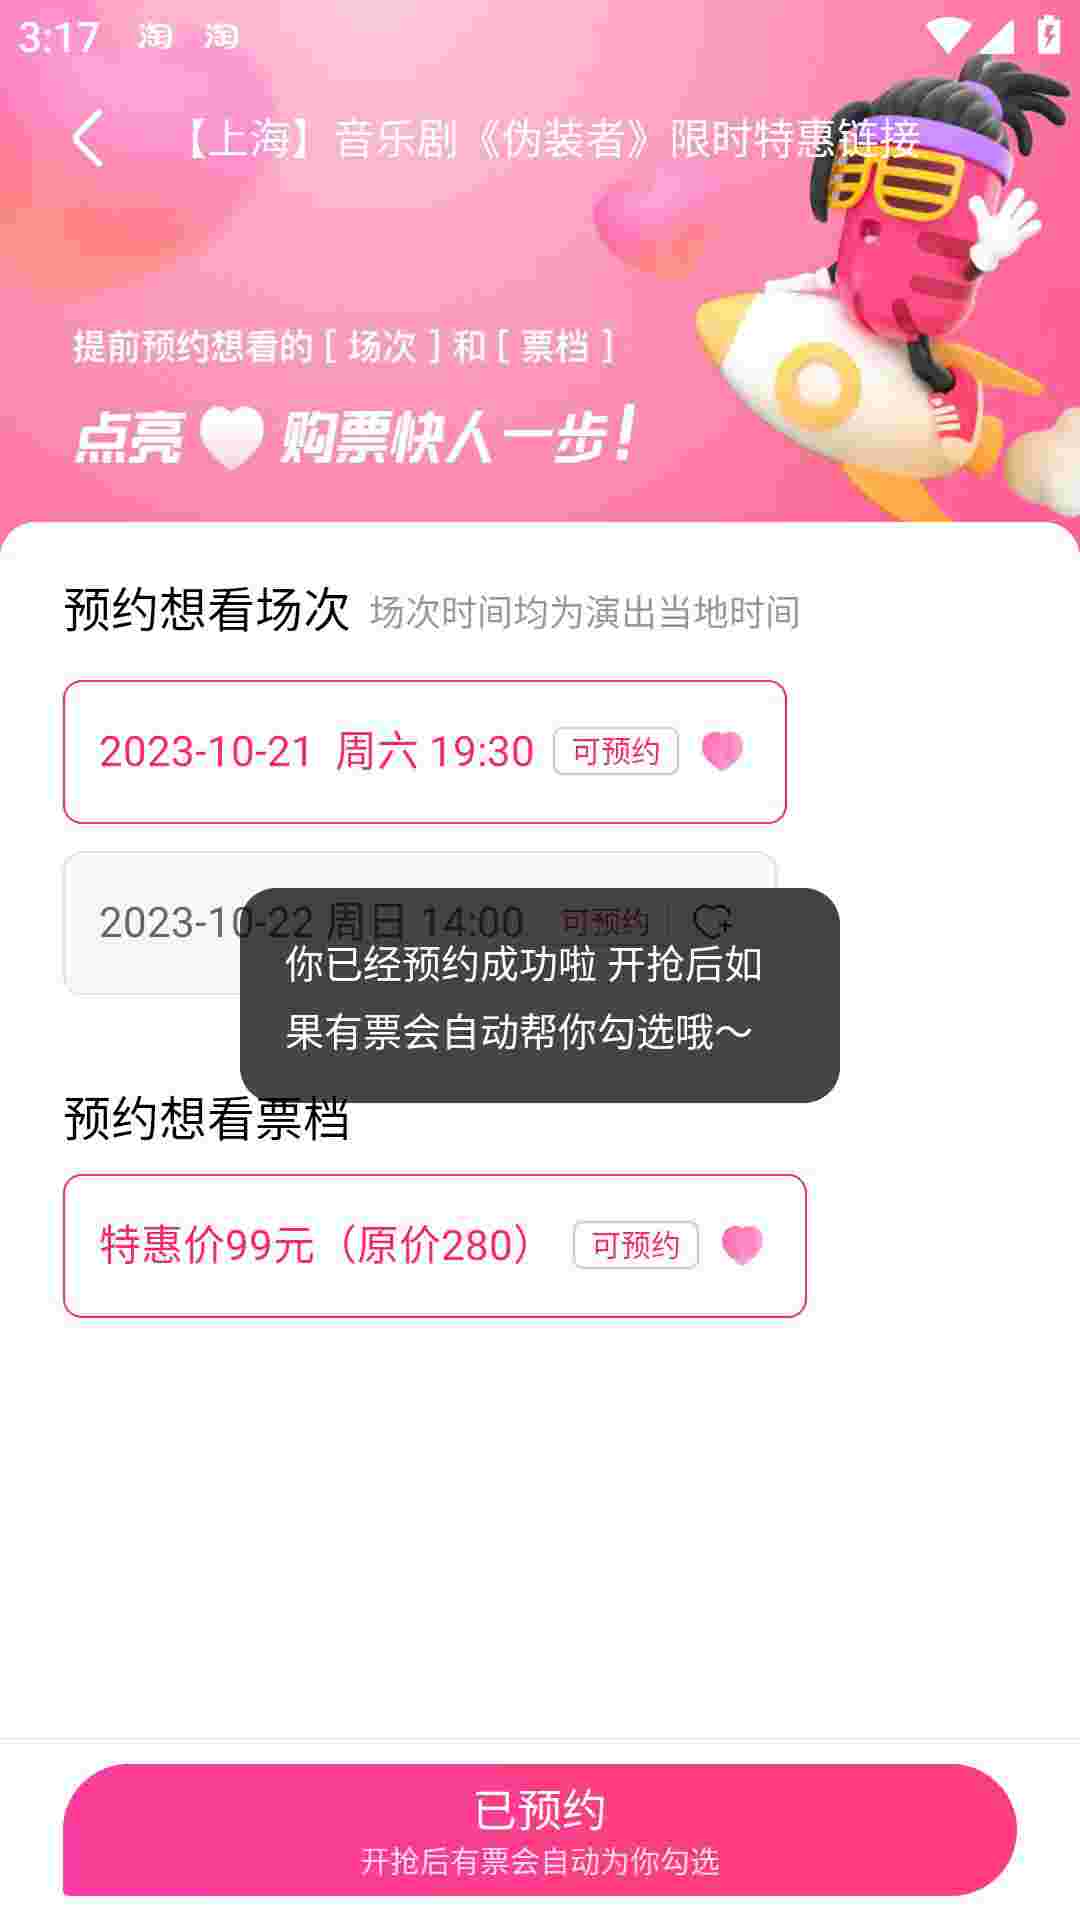 3:17 淘 淘
【上海】音乐剧《伪装者》限时特惠链接
提前预约想看的 [ 场次 ] 和 [ 票档 ]
点亮 购票快人一步！
预约想看场次 场次时间均为演出当地时间
2023-10-21 周六 19:30 可预约
2023-10-22 周日 14:00 可预约
你已经预约成功啦 开抢后如
果有票会自动帮你勾选哦～
预约想看票档
特惠价99元（原价280） 可预约
已预约
开抢后有票会自动为你勾选